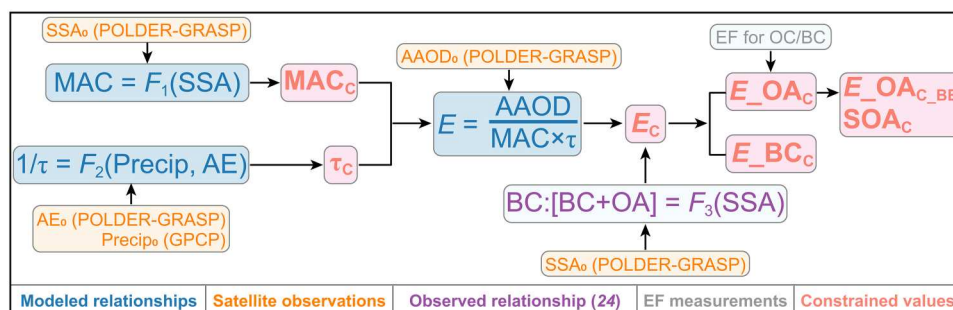 SSA₀ (POLDER-GRASP)
MAC = F₁(SSA)
MAC_C
AAOD₀ (POLDER-GRASP)
E = AAOD
MAC×τ
1/τ = F₂(Precip, AE)
τ_C
AE₀ (POLDER-GRASP)
Precip₀ (GPCP)
E_C
BC:[BC+OA] = F₃(SSA)
SSA₀ (POLDER-GRASP)
EF for OC/BC
E_OA_C
E_BC_C
E_OA_C_BB
SOA_C
Modeled relationships
Satellite observations
Observed relationship (24)
EF measurements
Constrained values